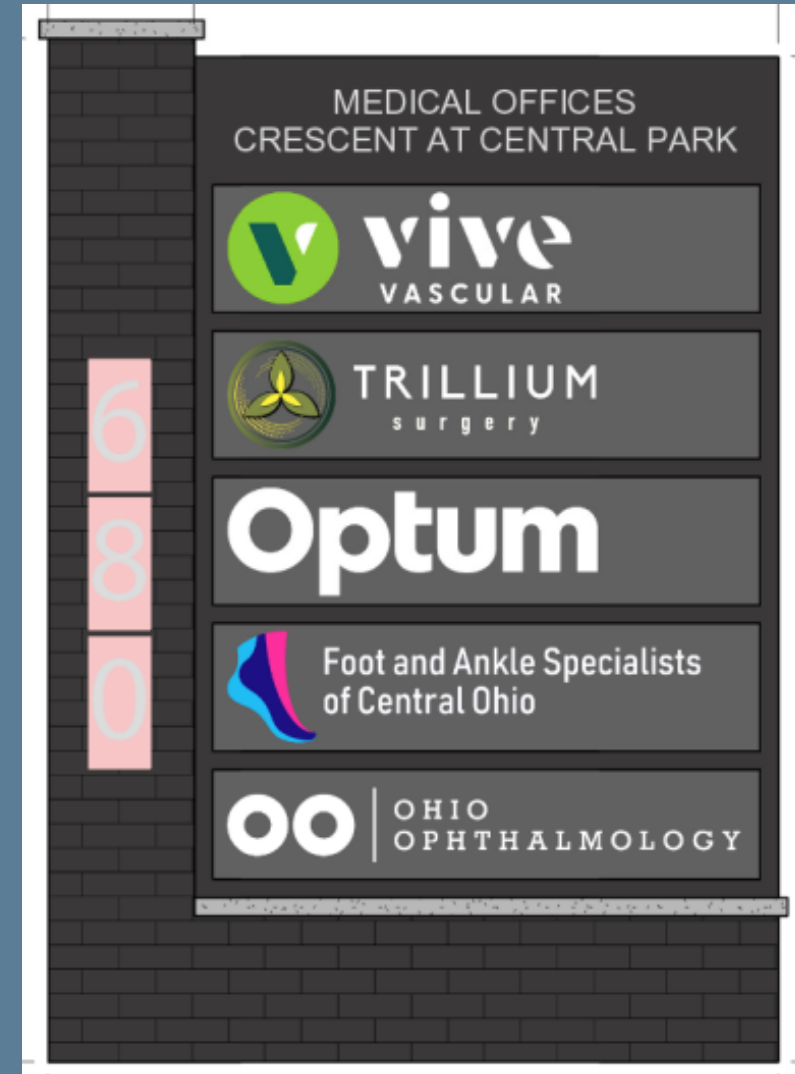 MEDICAL OFFICES
CRESCENT AT CENTRAL PARK
vive
VASCULAR
TRILLIUM
surgery
Optum
Foot and Ankle Specialists
of Central Ohio
OO
OHIO
OPHTHALMOLOGY
6
8
0